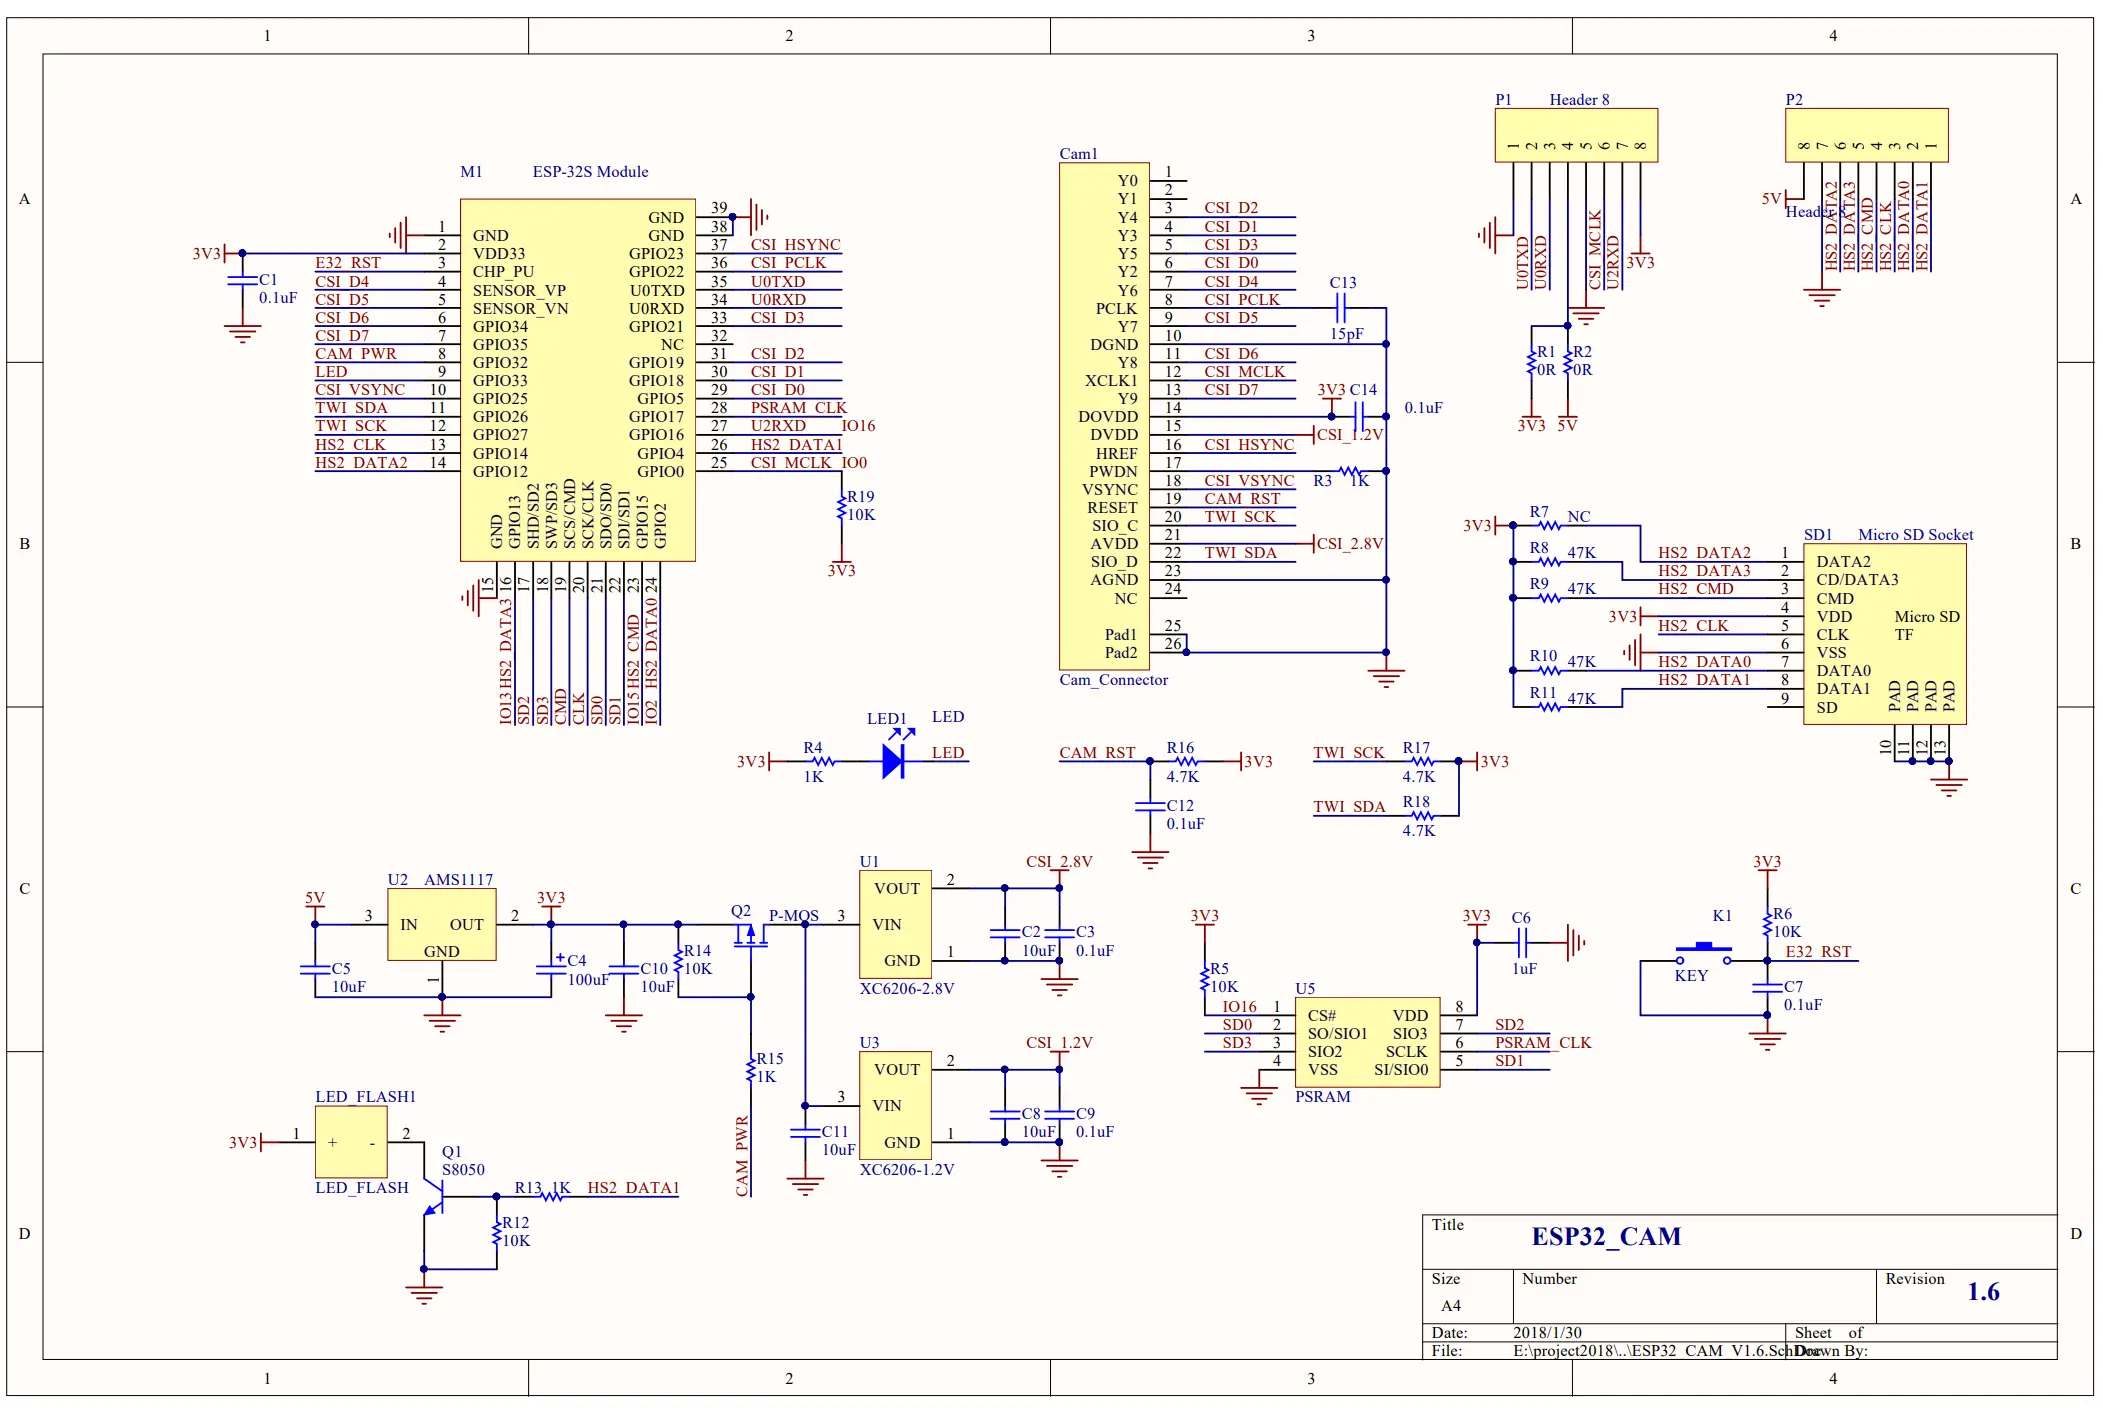 1 2 3 4
A A
B B
C C
D D
1 2 3 4
M1 ESP-32S Module
GND 39
GND 38
GPIO23 37 CSI_HSYNC
GPIO22 36 CSI_PCLK
U0TXD 35 U0TXD
U0RXD 34 U0RXD
GPIO21 33 CSI_D3
NC 32
GPIO19 31 CSI_D2
GPIO18 30 CSI_D1
GPIO5 29 CSI_D0
GPIO17 28 PSRAM_CLK
GPIO16 27 U2RXD IO16
GPIO4 26 HS2_DATA1
GPIO0 25 CSI_MCLK IO0
1 GND
3V3 2 VDD33
E32_RST 3 CHP_PU
CSI_D4 4 SENSOR_VP
CSI_D5 5 SENSOR_VN
CSI_D6 6 GPIO34
CSI_D7 7 GPIO35
CAM_PWR 8 GPIO32
LED 9 GPIO33
CSI_VSYNC 10 GPIO25
TWI_SDA 11 GPIO26
TWI_SCK 12 GPIO27
HS2_CLK 13 GPIO14
HS2_DATA2 14 GPIO12
C1
0.1uF
GND 15
GPIO13 16 IO13 HS2_DATA3
SHD/SD2 17 SD2
SWP/SD3 18 SD3
SCS/CMD 19 CMD
SCK/CLK 20 CLK
SDO/SD0 21 SD0
SDI/SD1 22 SD1
GPIO15 23 IO15 HS2_CMD
GPIO2 24 IO2 HS2_DATA0
R19
10K
3V3
Cam1
Y0 1
Y1 2
Y4 3 CSI_D2
Y3 4 CSI_D1
Y5 5 CSI_D3
Y2 6 CSI_D0
Y6 7 CSI_D4
PCLK 8 CSI_PCLK
Y7 9 CSI_D5
DGND 10
Y8 11 CSI_D6
XCLK1 12 CSI_MCLK
Y9 13 CSI_D7
DOVDD 14
DVDD 15 CSI_1.2V
HREF 16 CSI_HSYNC
PWDN 17 R3 1K
VSYNC 18 CSI_VSYNC
RESET 19 CAM_RST
SIO_C 20 TWI_SCK
AVDD 21 CSI_2.8V
SIO_D 22 TWI_SDA
AGND 23
NC 24
Pad1 25
Pad2 26
Cam_Connector
C13
15pF
3V3 C14
0.1uF
P1 Header 8
1 2 3 4 5 6 7 8
U0TXD
U0RXD
CSI_MCLK
U2RXD
3V3
R1
0R
R2
0R
3V3 5V
P2
8 7 6 5 4 3 2 1
5V
Header 8
HS2_DATA2
HS2_DATA3
HS2_CMD
HS2_CLK
HS2_DATA0
HS2_DATA1
3V3
R7 NC
R8 47K
R9 47K
R10 47K
R11 47K
SD1 Micro SD Socket
HS2_DATA2 1 DATA2
HS2_DATA3 2 CD/DATA3
HS2_CMD 3 CMD
3V3 4 VDD
HS2_CLK 5 CLK
6 VSS
HS2_DATA0 7 DATA0
HS2_DATA1 8 DATA1
9 SD
Micro SD
TF
PAD PAD PAD PAD
10 11 12 13
LED1 LED
3V3 R4 LED
1K
CAM_RST R16 3V3
4.7K
C12
0.1uF
TWI_SCK R17 3V3
4.7K
TWI_SDA R18
4.7K
U2 AMS1117
5V 3 IN OUT 2 3V3
GND
1
C5
10uF
+ C4
100uF
C10
10uF
R14
10K
Q2 P-MOS
R15
1K
CAM_PWR
U1
VOUT 2 CSI_2.8V
3 VIN
GND 1
XC6206-2.8V
C2
10uF
C3
0.1uF
U3
VOUT 2 CSI_1.2V
3 VIN
GND 1
XC6206-1.2V
C8
10uF
C9
0.1uF
C11
10uF
3V3
R5
10K
U5
IO16 1 CS#
SD0 2 SO/SIO1
SD3 3 SIO2
4 VSS
VDD 8
SIO3 7 SD2
SCLK 6 PSRAM_CLK
SI/SIO0 5 SD1
PSRAM
3V3 C6
1uF
3V3
R6
10K
K1
KEY
E32_RST
C7
0.1uF
LED_FLASH1
3V3 1 + - 2
LED_FLASH
Q1
S8050
R13 1K HS2_DATA1
R12
10K
Title
ESP32_CAM
Size
A4
Number
Revision
1.6
Date: 2018/1/30 Sheet of
File: E:\project2018\..\ESP32_CAM_V1.6.SchDoc Drawn By: